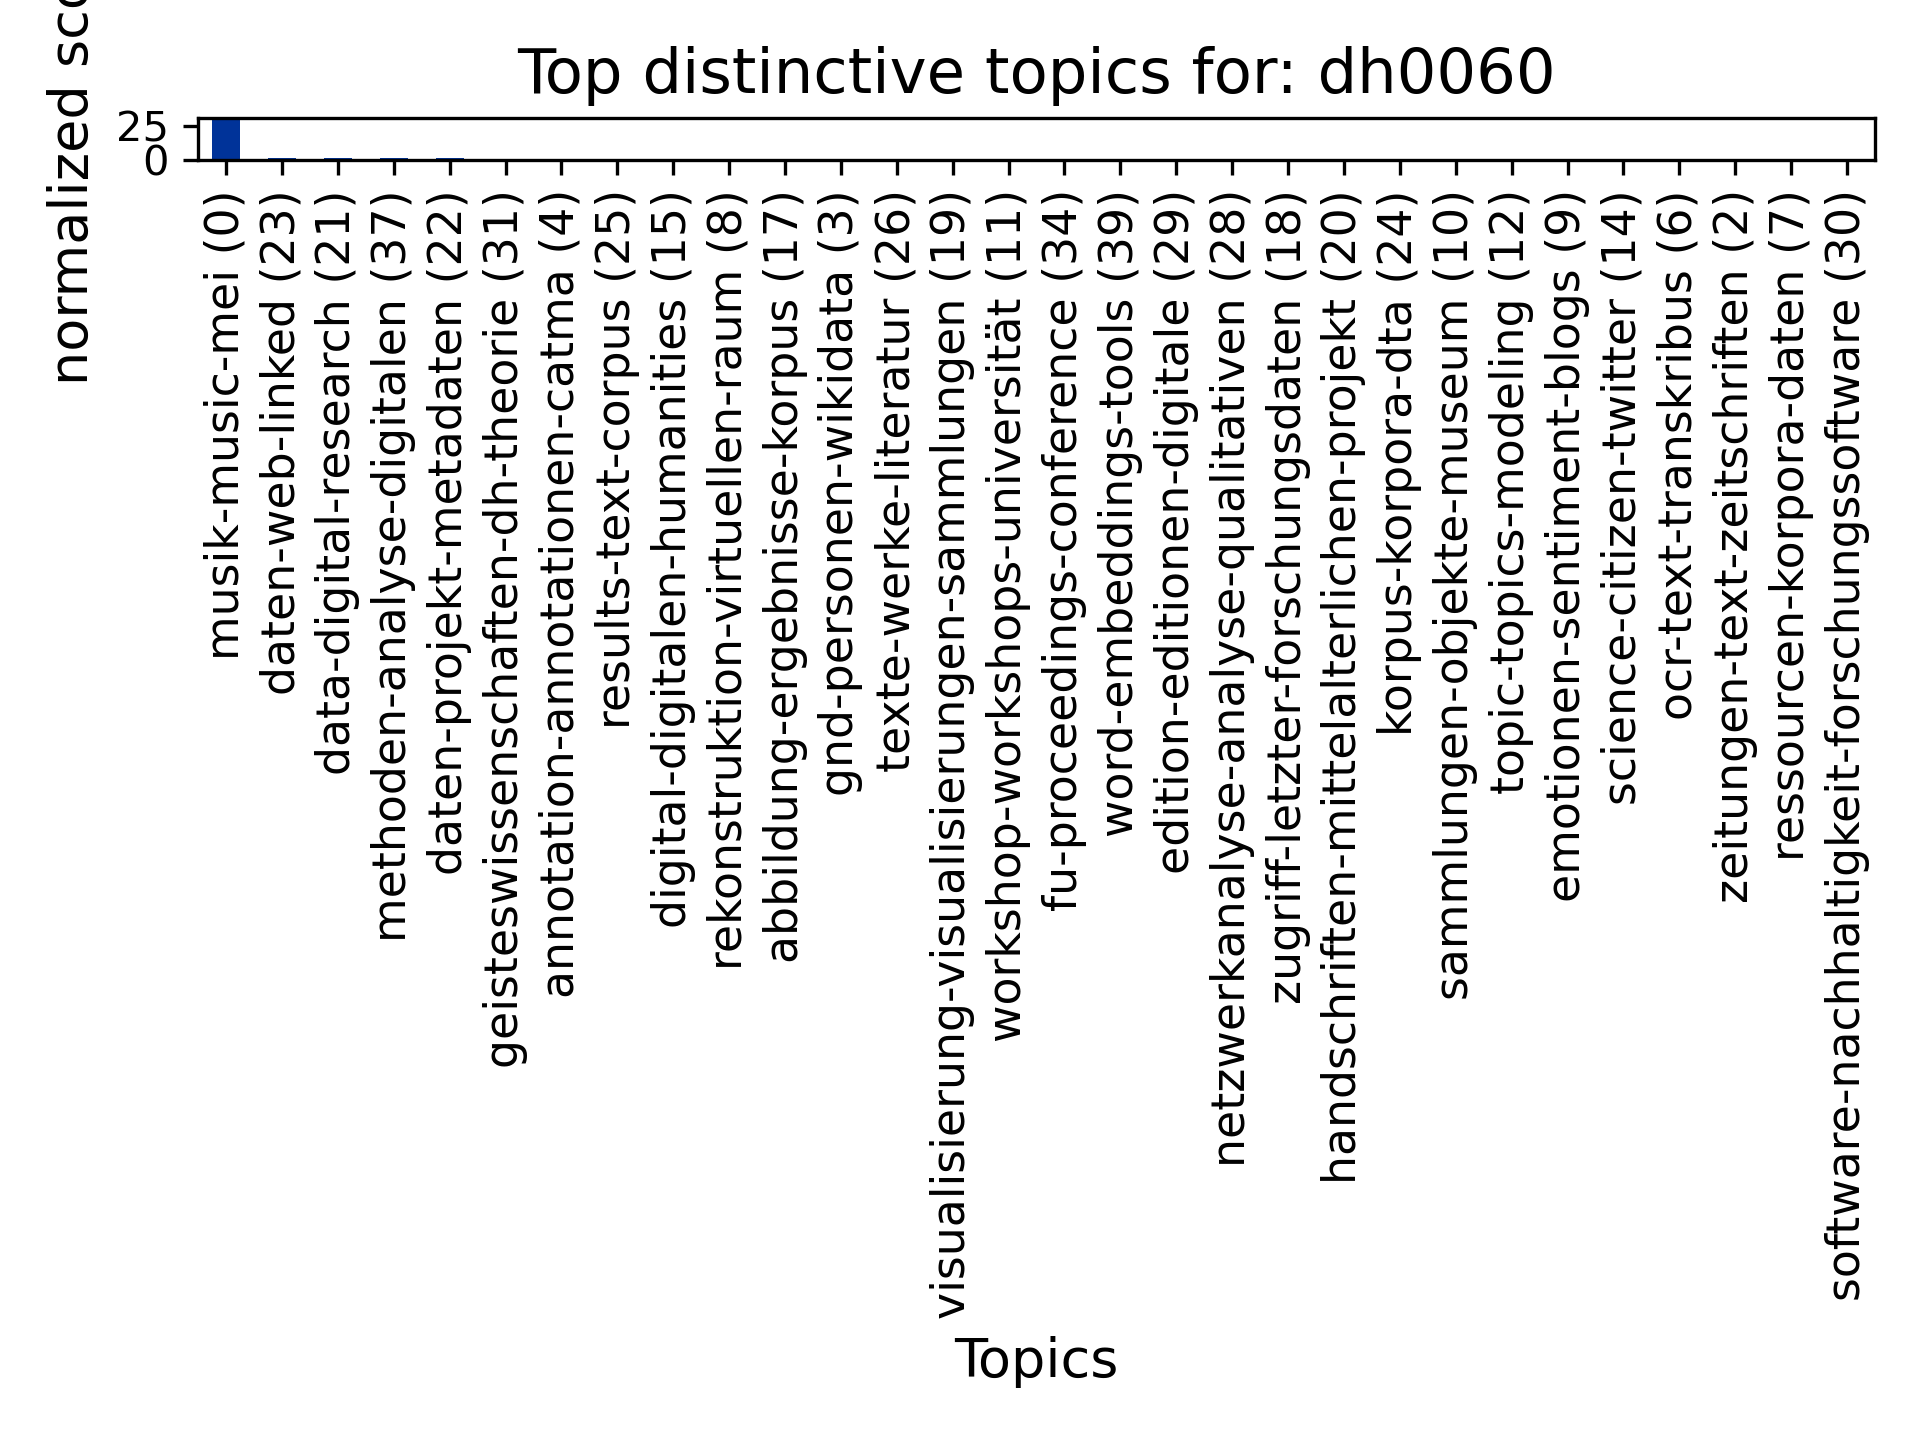 Top distinctive topics for: dh0060
normalized sco
25
0
musik-music-mei (0)
daten-web-linked (23)
data-digital-research (21)
methoden-analyse-digitalen (37)
daten-projekt-metadaten (22)
geisteswissenschaften-dh-theorie (31)
annotation-annotationen-catma (4)
results-text-corpus (25)
digital-digitalen-humanities (15)
rekonstruktion-virtuellen-raum (8)
abbildung-ergebnisse-korpus (17)
gnd-personen-wikidata (3)
texte-werke-literatur (26)
visualisierung-visualisierungen-sammlungen (19)
workshop-workshops-universität (11)
fu-proceedings-conference (34)
word-embeddings-tools (39)
edition-editionen-digitale (29)
netzwerkanalyse-analyse-qualitativen (28)
zugriff-letzter-forschungsdaten (18)
handschriften-mittelalterlichen-projekt (20)
korpus-korpora-dta (24)
sammlungen-objekte-museum (10)
topic-topics-modeling (12)
emotionen-sentiment-blogs (9)
science-citizen-twitter (14)
ocr-text-transkribus (6)
zeitungen-text-zeitschriften (2)
ressourcen-korpora-daten (7)
software-nachhaltigkeit-forschungssoftware (30)
Topics